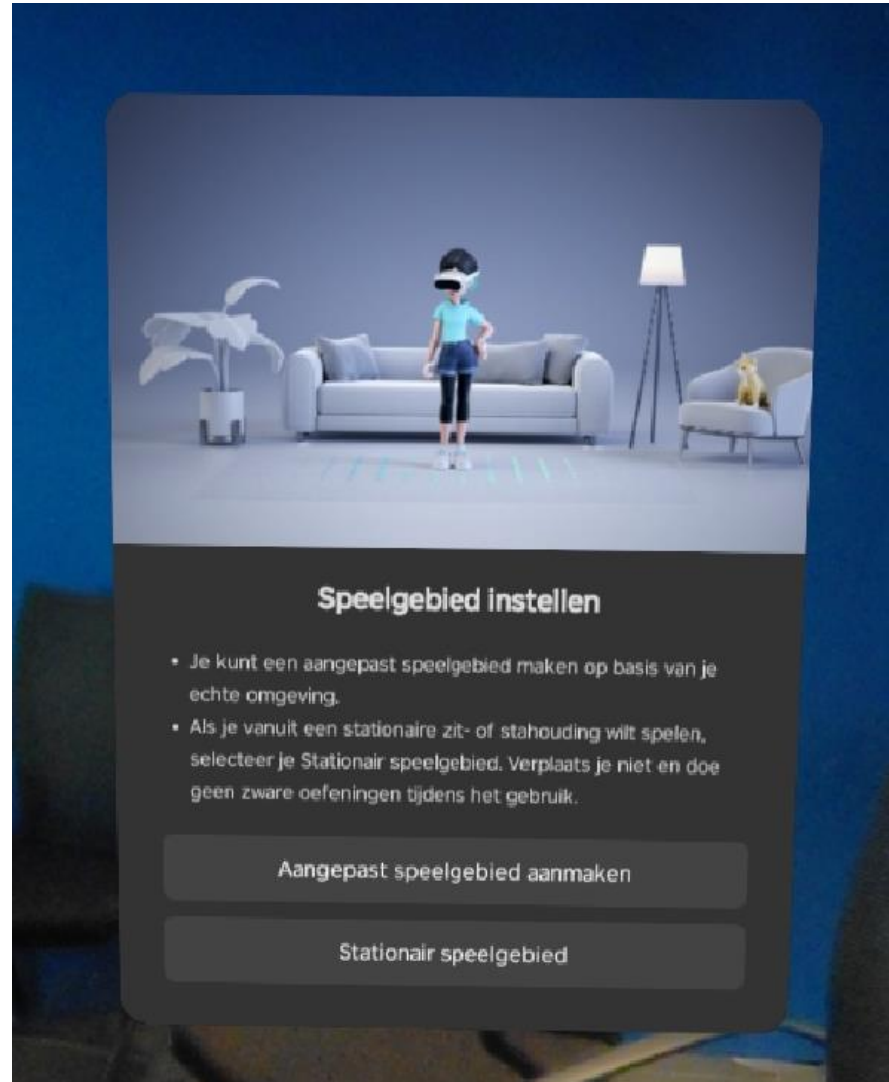 Speelgebied instellen
• Je kunt een aangepast speelgebied maken op basis van je
echte omgeving.
• Als je vanuit een stationaire zit- of stahouding wilt spelen,
selecteer je Stationair speelgebied. Verplaats je niet en doe
geen zware oefeningen tijdens het gebruik.
Aangepast speelgebied aanmaken
Stationair speelgebied